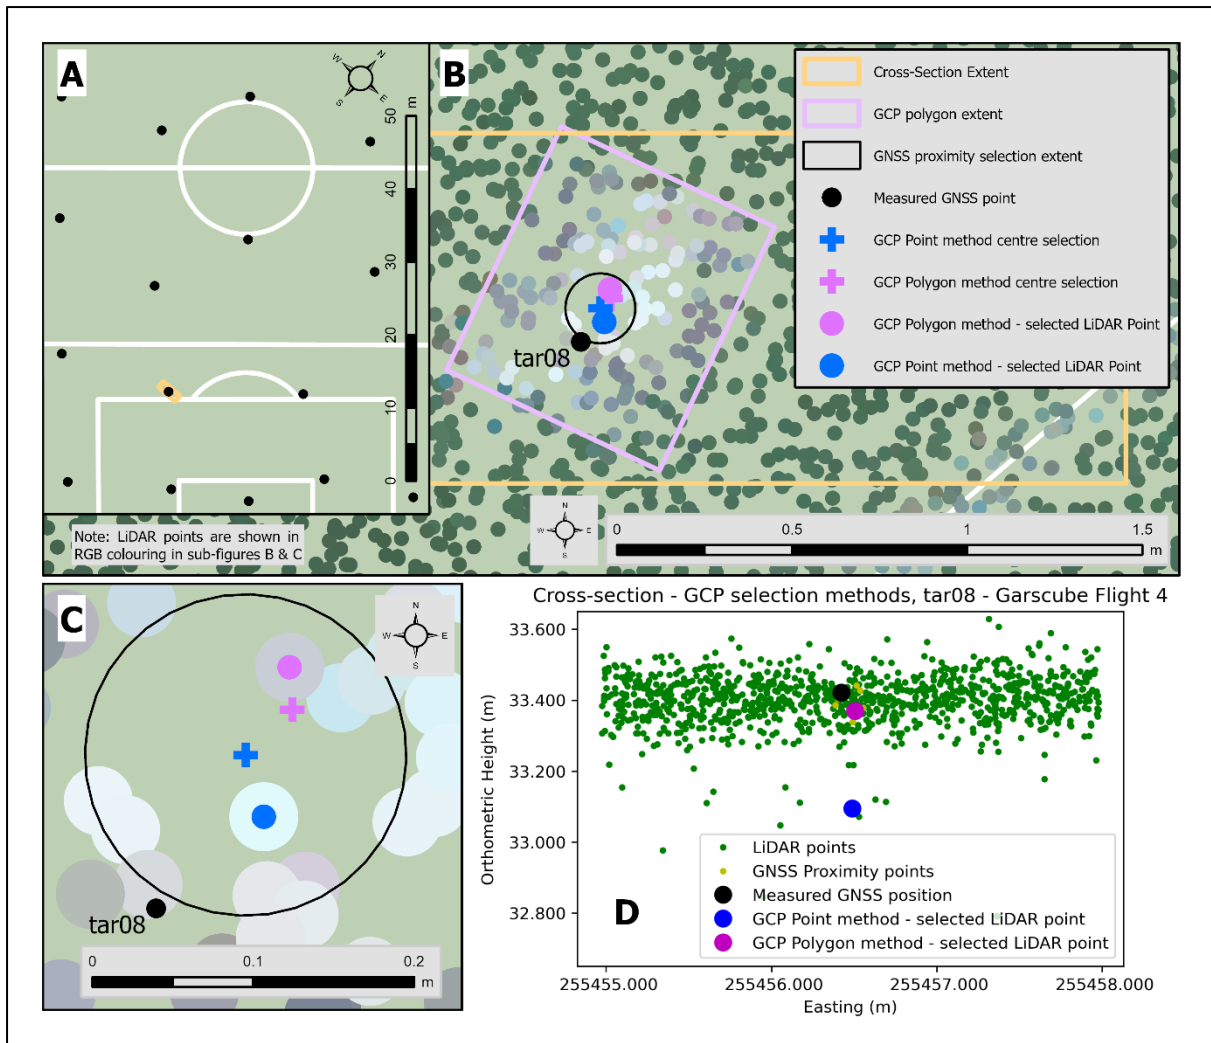 A
N
W
E
S
50
m
40
30
20
10
0
Note: LiDAR points are shown in
RGB colouring in sub-figures B & C
B
tar08
Cross-Section Extent
GCP polygon extent
GNSS proximity selection extent
Measured GNSS point
GCP Point method centre selection
GCP Polygon method centre selection
GCP Polygon method - selected LiDAR Point
GCP Point method - selected LiDAR Point
N
W
E
S
0
0.5
1
1.5
m
C
N
W
E
S
tar08
0
0.1
0.2
m
Cross-section - GCP selection methods, tar08 - Garscube Flight 4
Orthometric Height (m)
33.600
33.400
33.200
33.000
32.800
LiDAR points
GNSS Proximity points
Measured GNSS position
GCP Point method - selected LiDAR point
GCP Polygon method - selected LiDAR point
D
255455.000
255456.000
255457.000
255458.000
Easting (m)